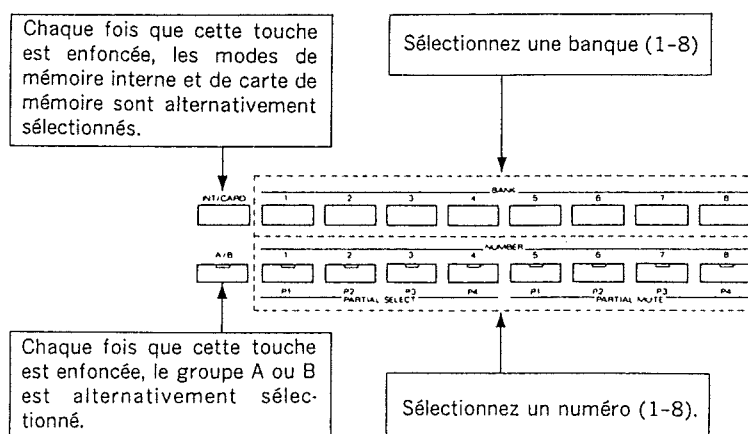 Chaque fois que cette touche
est enfoncée, les modes de
mémoire interne et de carte de
mémoire sont alternativement
sélectionnés.
Sélectionnez une banque (1-8)
BANK
INT/CARD 1 2 3 4 5 6 7 8
NUMBER
A/B 1 2 3 4 5 6 7 8
P1 P2 P3 P4 P1 P2 P3 P4
PARTIAL SELECT PARTIAL MUTE
Chaque fois que cette touche
est enfoncée, le groupe A ou B
est alternativement sélec-
tionné.
Sélectionnez un numéro (1-8).